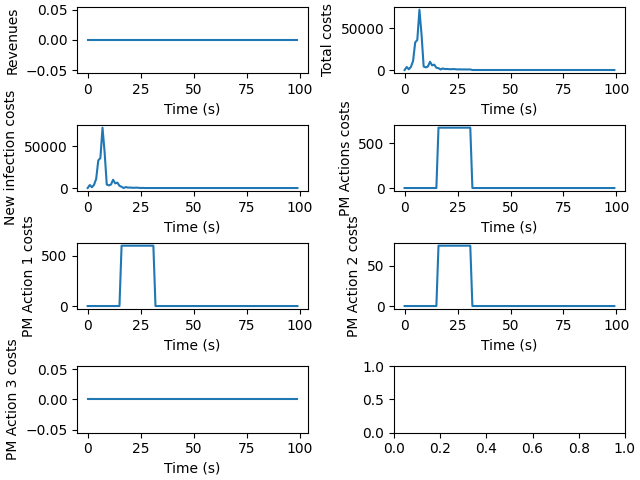 Revenues
0.05
0.00
−0.05
0 25 50 75 100
Time (s)
Total costs
50000
0
0 25 50 75 100
Time (s)
New infection costs
50000
0
0 25 50 75 100
Time (s)
PM Actions costs
500
0
0 25 50 75 100
Time (s)
PM Action 1 costs
500
0
0 25 50 75 100
Time (s)
PM Action 2 costs
50
0
0 25 50 75 100
Time (s)
PM Action 3 costs
0.05
0.00
−0.05
0 25 50 75 100
Time (s)
1.0
0.5
0.0
0.0 0.2 0.4 0.6 0.8 1.0